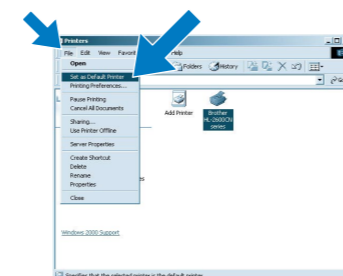 Printers
File Edit View Favorit Help
Folders History
Open
Set as Default Printer
Printing Preferences...
Pause Printing
Cancel All Documents
Sharing...
Use Printer Offline
Server Properties
Create Shortcut
Delete
Rename
Properties
Close
Add Printer
Brother
HL-2600CN
series
es
Windows 2000 Support
Specifies that the selected printer is the default printer.